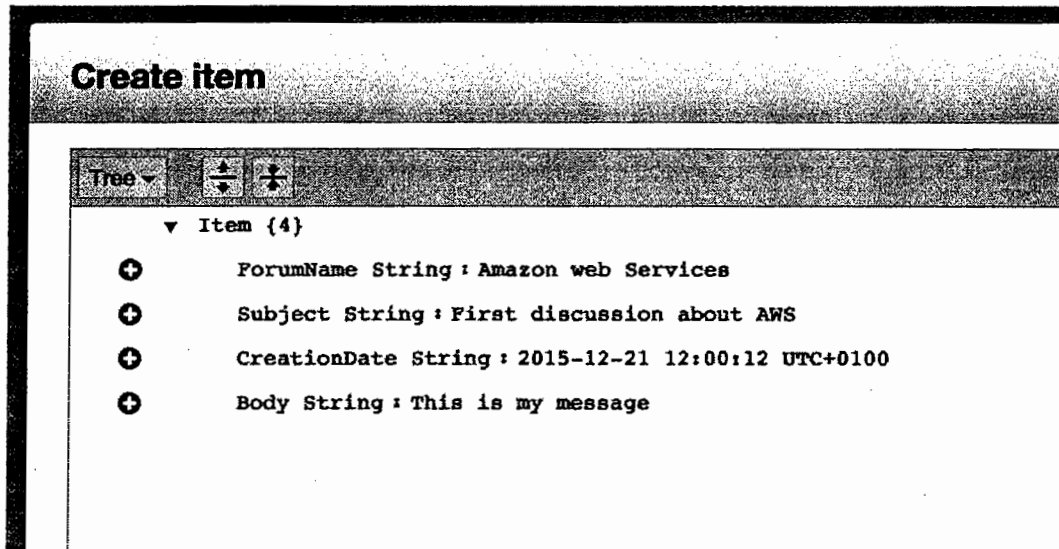 Create item
Tree
Item {4}
ForumName String : Amazon web Services
Subject String : First discussion about AWS
CreationDate String : 2015-12-21 12:00:12 UTC+0100
Body String : This is my message